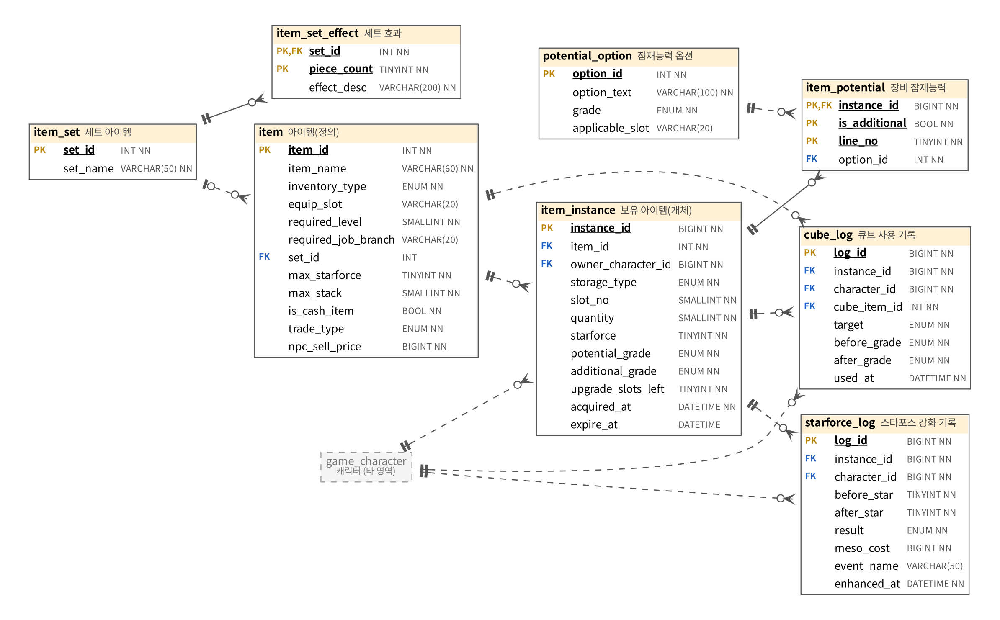 item_set_effect 세트 효과
PK,FK set_id INT NN
PK piece_count TINYINT NN
effect_desc VARCHAR(200) NN
item_set 세트 아이템
PK set_id INT NN
set_name VARCHAR(50) NN
item 아이템(정의)
PK item_id INT NN
item_name VARCHAR(60) NN
inventory_type ENUM NN
equip_slot VARCHAR(20)
required_level SMALLINT NN
required_job_branch VARCHAR(20)
FK set_id INT
max_starforce TINYINT NN
max_stack SMALLINT NN
is_cash_item BOOL NN
trade_type ENUM NN
npc_sell_price BIGINT NN
potential_option 잠재능력 옵션
PK option_id INT NN
option_text VARCHAR(100) NN
grade ENUM NN
applicable_slot VARCHAR(20)
item_potential 장비 잠재능력
PK,FK instance_id BIGINT NN
PK is_additional BOOL NN
PK line_no TINYINT NN
FK option_id INT NN
item_instance 보유 아이템(개체)
PK instance_id BIGINT NN
FK item_id INT NN
FK owner_character_id BIGINT NN
storage_type ENUM NN
slot_no SMALLINT NN
quantity SMALLINT NN
starforce TINYINT NN
potential_grade ENUM NN
additional_grade ENUM NN
upgrade_slots_left TINYINT NN
acquired_at DATETIME NN
expire_at DATETIME
cube_log 큐브 사용 기록
PK log_id BIGINT NN
FK instance_id BIGINT NN
FK character_id BIGINT NN
FK cube_item_id INT NN
target ENUM NN
before_grade ENUM NN
after_grade ENUM NN
used_at DATETIME NN
game_character
캐릭터 (타 영역)
starforce_log 스타포스 강화 기록
PK log_id BIGINT NN
FK instance_id BIGINT NN
FK character_id BIGINT NN
before_star TINYINT NN
after_star TINYINT NN
result ENUM NN
meso_cost BIGINT NN
event_name VARCHAR(50)
enhanced_at DATETIME NN